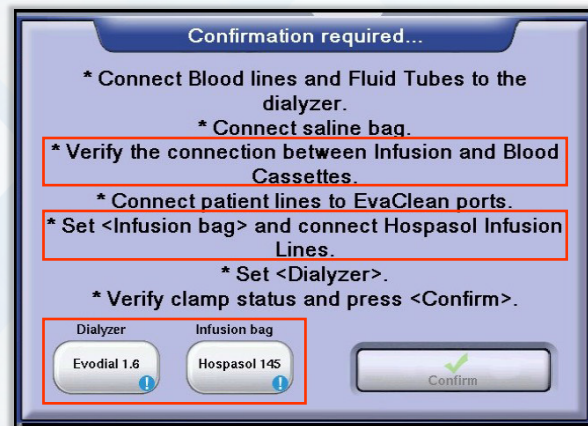 Confirmation required...
* Connect Blood lines and Fluid Tubes to the
dialyzer.
* Connect saline bag.
* Verify the connection between Infusion and Blood
Cassettes.
* Connect patient lines to EvaClean ports.
* Set <Infusion bag> and connect Hospasol Infusion
Lines.
* Set <Dialyzer>.
* Verify clamp status and press <Confirm>.
Dialyzer Infusion bag
Evodial 1.6 Hospasol 145
Confirm